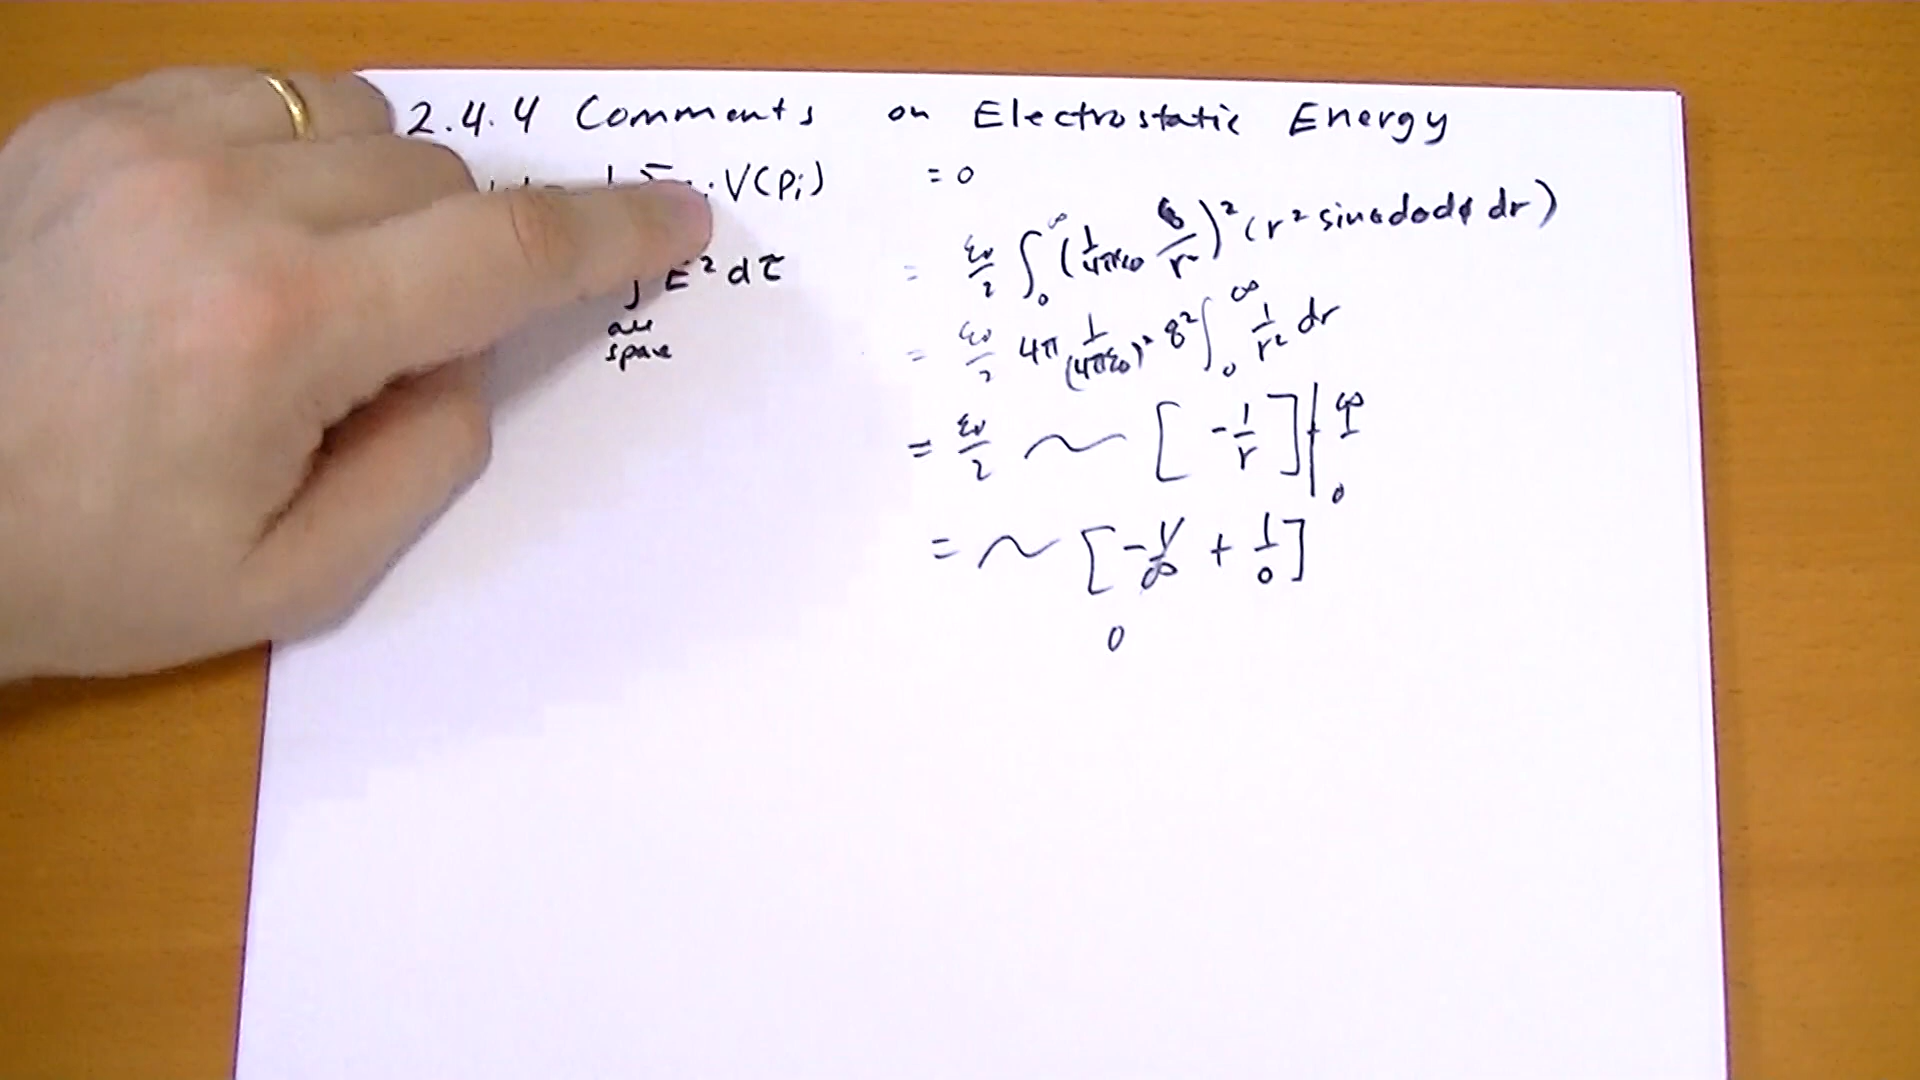 2.4.4 Comments on Electrostatic Energy
V(pi) = 0
E² dτ = ε0/2 ∫0^∞ (1/4πε0 q/r²)² (r² sinθ dθ dϕ dr)
all space
= ε0/2 4π 1/(4πε0)² q² ∫0^∞ 1/r² dr
= ε0/2 ~ [-1/r] |0^∞
= ~ [-1/∞ + 1/0]
0